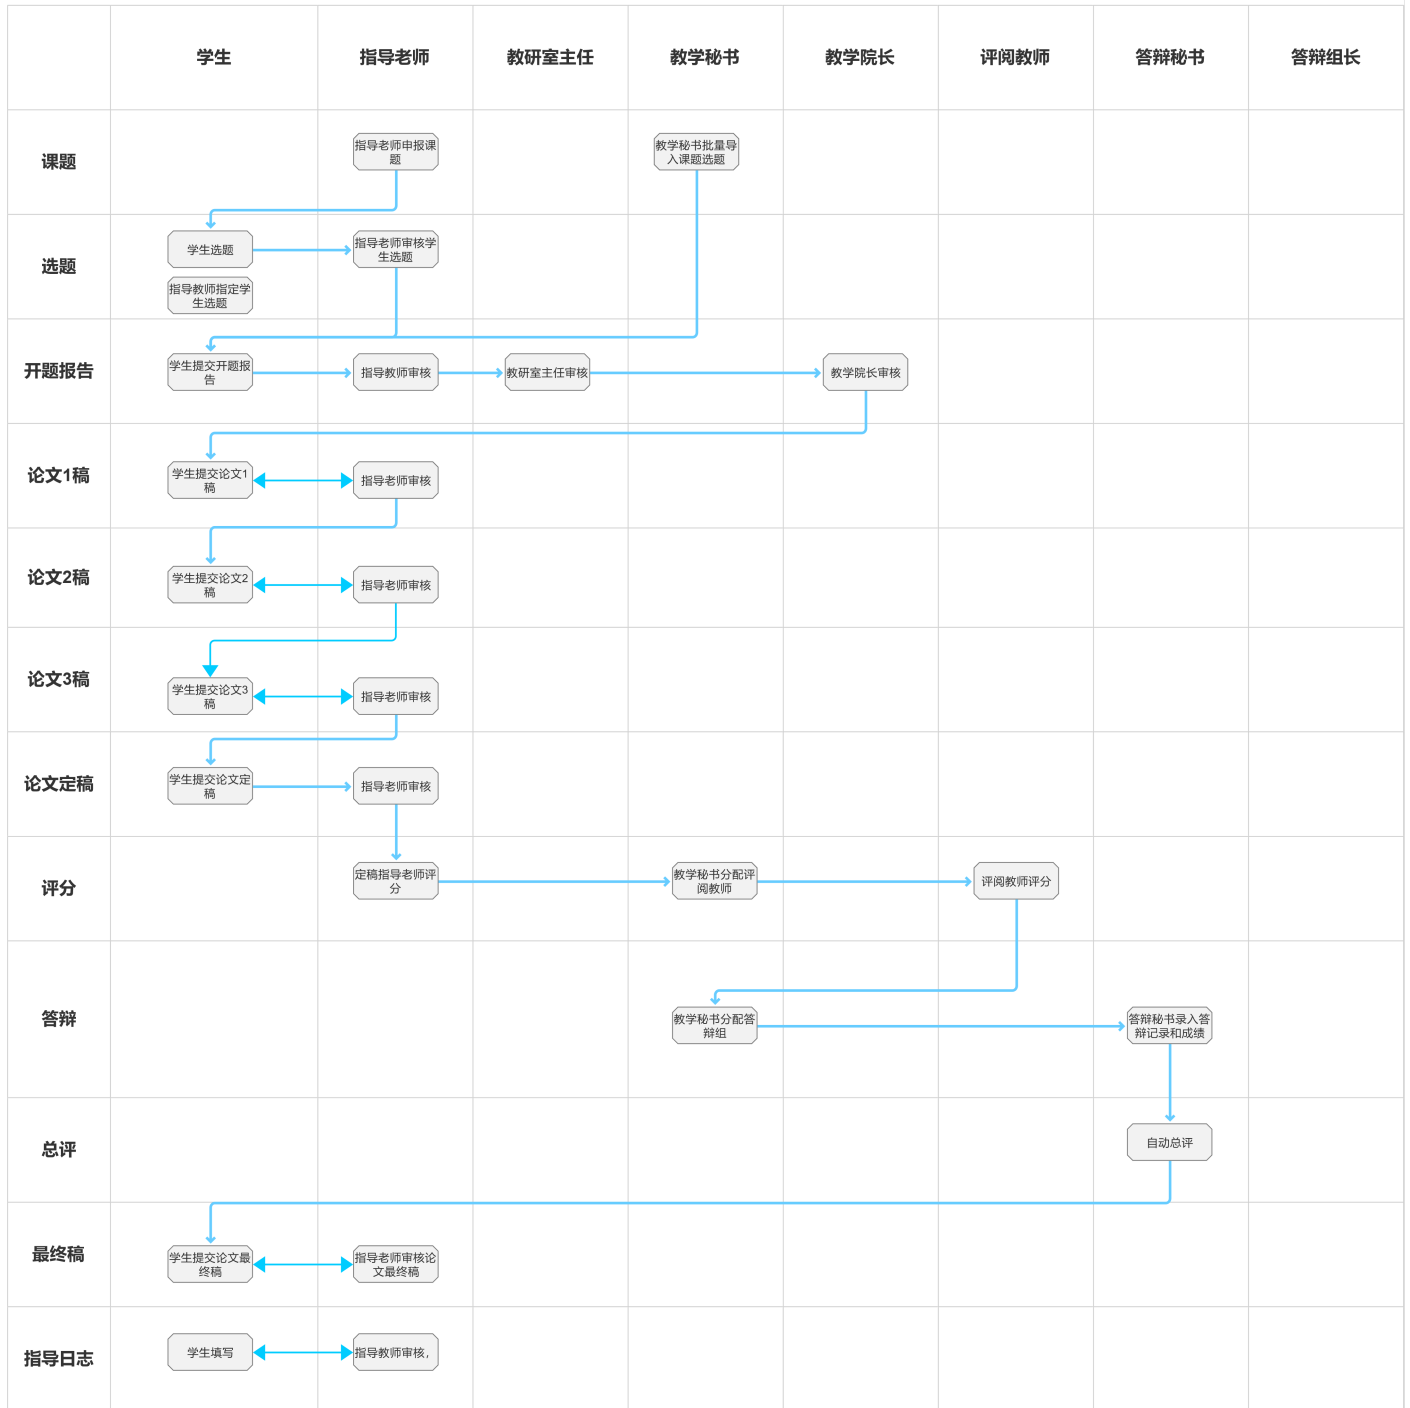 学生
指导老师
教研室主任
教学秘书
教学院长
评阅教师
答辩秘书
答辩组长
课题
指导老师申报课
题
教学秘书批量导
入课题选题
选题
学生选题
指导老师审核学
生选题
指导教师指定学
生选题
开题报告
学生提交开题报
告
指导教师审核
教研室主任审核
教学院长审核
论文1稿
学生提交论文1
稿
指导老师审核
论文2稿
学生提交论文2
稿
指导老师审核
论文3稿
学生提交论文3
稿
指导老师审核
论文定稿
学生提交论文定
稿
指导老师审核
评分
定稿指导老师评
分
教学秘书分配评
阅教师
评阅教师评分
答辩
教学秘书分配答
辩组
答辩秘书录入答
辩记录和成绩
总评
自动总评
最终稿
学生提交论文最
终稿
指导老师审核论
文最终稿
指导日志
学生填写
指导教师审核，